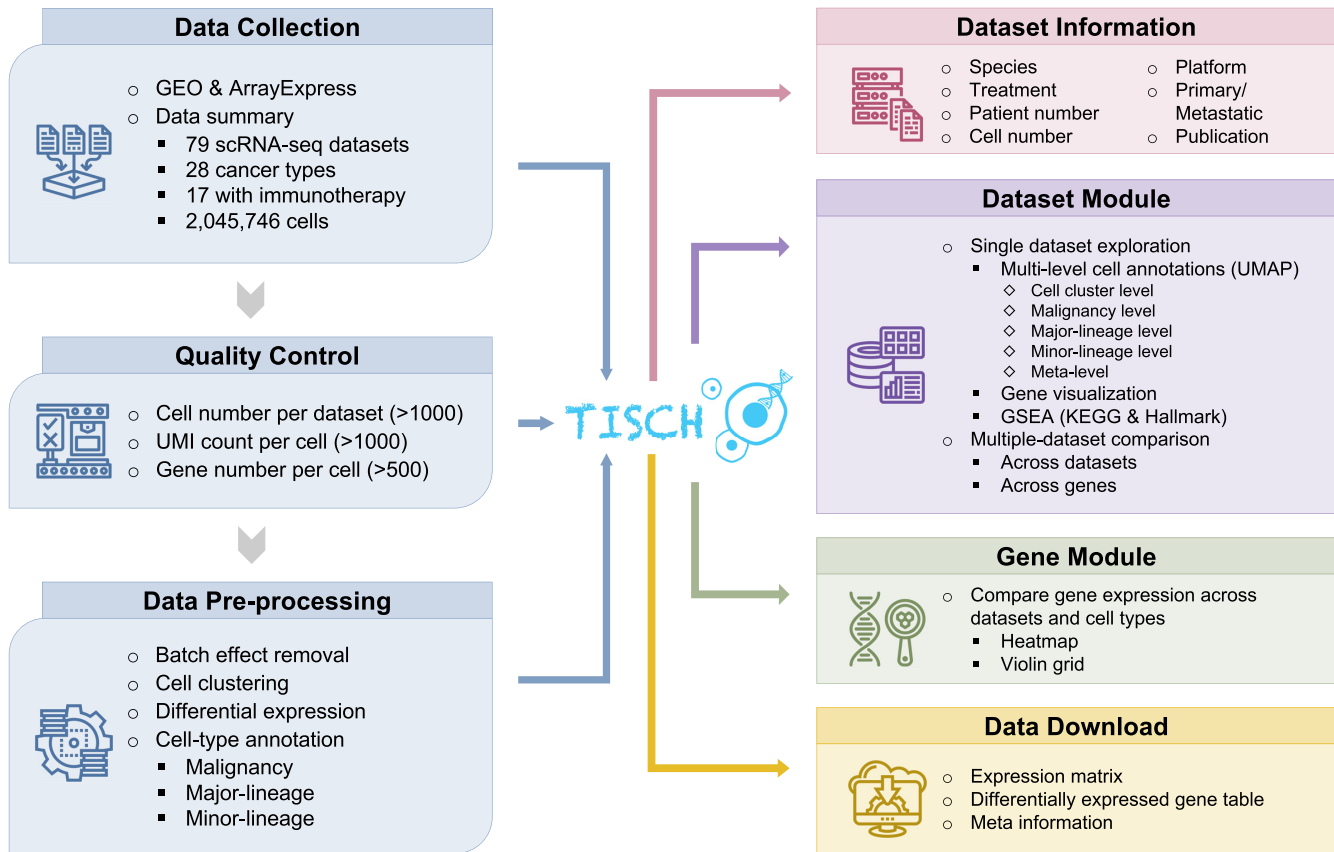 Data Collection
○ GEO & ArrayExpress
○ Data summary
▪ 79 scRNA-seq datasets
▪ 28 cancer types
▪ 17 with immunotherapy
▪ 2,045,746 cells
Quality Control
○ Cell number per dataset (>1000)
○ UMI count per cell (>1000)
○ Gene number per cell (>500)
Data Pre-processing
○ Batch effect removal
○ Cell clustering
○ Differential expression
○ Cell-type annotation
▪ Malignancy
▪ Major-lineage
▪ Minor-lineage
TISCH
Dataset Information
○ Species
○ Treatment
○ Patient number
○ Cell number
○ Platform
○ Primary/
Metastatic
○ Publication
Dataset Module
○ Single dataset exploration
▪ Multi-level cell annotations (UMAP)
◇ Cell cluster level
◇ Malignancy level
◇ Major-lineage level
◇ Minor-lineage level
◇ Meta-level
▪ Gene visualization
▪ GSEA (KEGG & Hallmark)
○ Multiple-dataset comparison
▪ Across datasets
▪ Across genes
Gene Module
○ Compare gene expression across
datasets and cell types
▪ Heatmap
▪ Violin grid
Data Download
○ Expression matrix
○ Differentially expressed gene table
○ Meta information